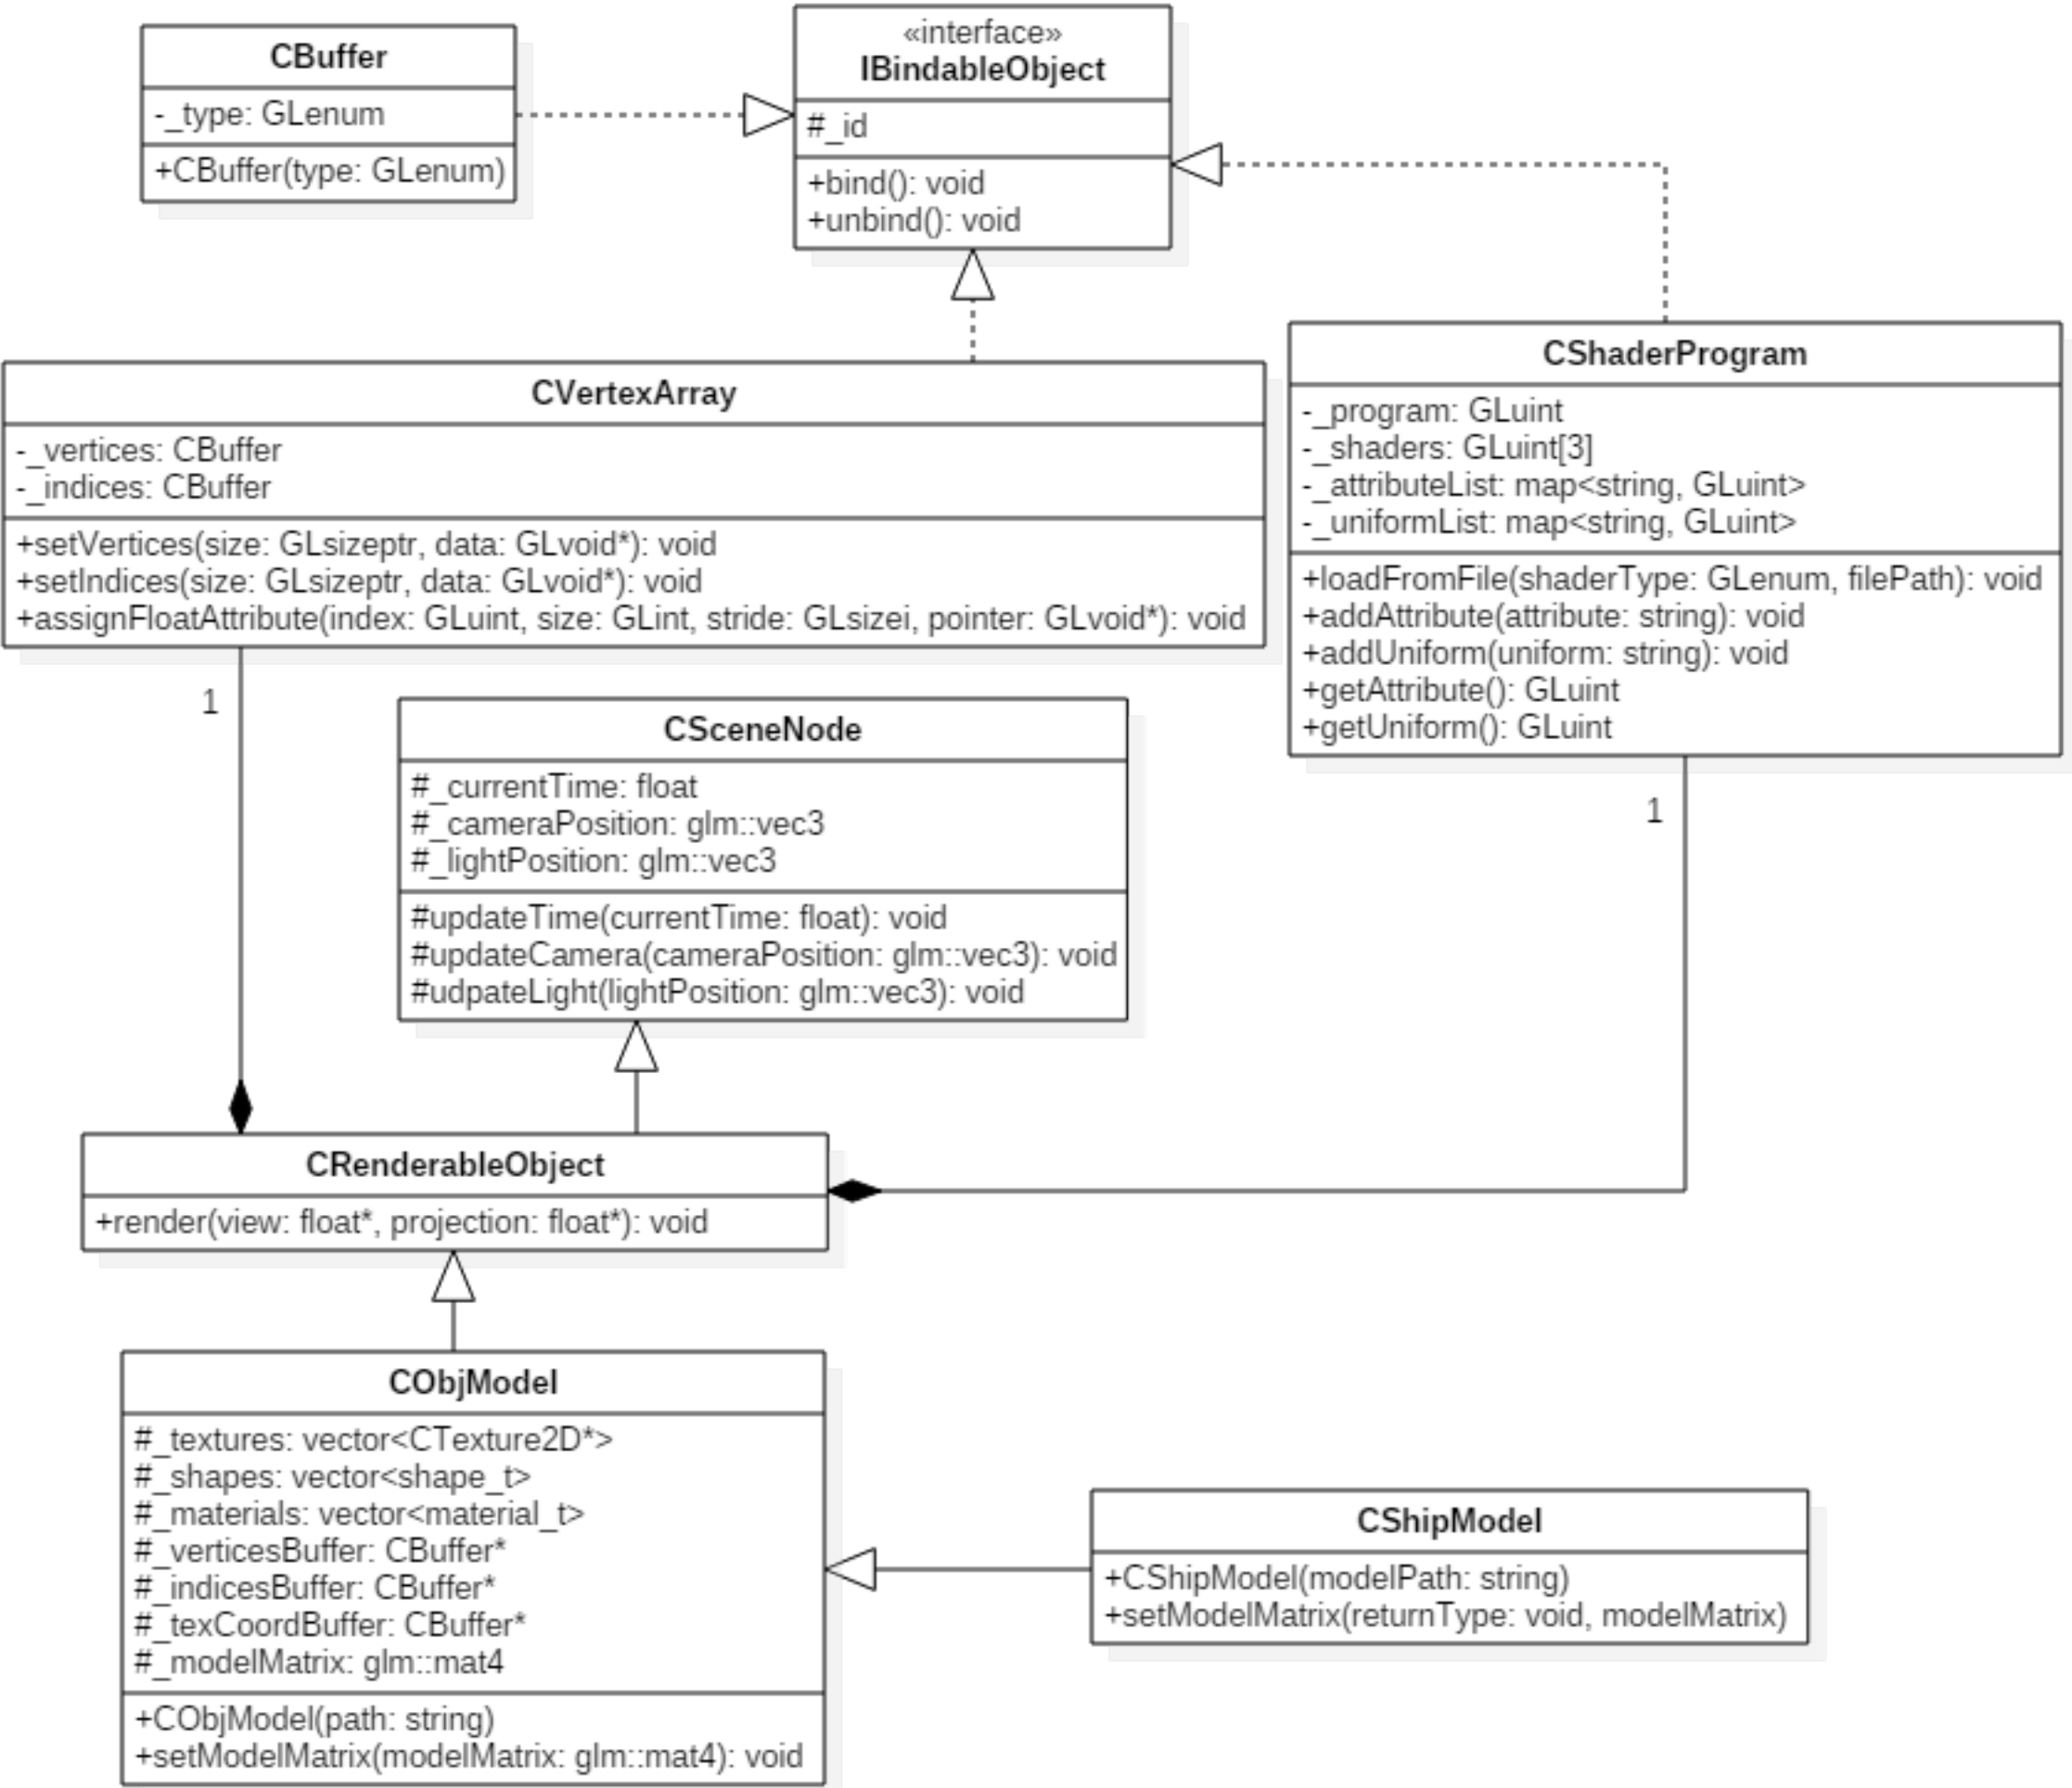 CBuffer
-_type: GLenum
+CBuffer(type: GLenum)
«interface»
IBindableObject
#_id
+bind(): void
+unbind(): void
CVertexArray
-_vertices: CBuffer
-_indices: CBuffer
+setVertices(size: GLsizeptr, data: GLvoid*): void
+setIndices(size: GLsizeptr, data: GLvoid*): void
+assignFloatAttribute(index: GLuint, size: GLint, stride: GLsizei, pointer: GLvoid*): void
CShaderProgram
-_program: GLuint
-_shaders: GLuint[3]
-_attributeList: map<string, GLuint>
-_uniformList: map<string, GLuint>
+loadFromFile(shaderType: GLenum, filePath): void
+addAttribute(attribute: string): void
+addUniform(uniform: string): void
+getAttribute(): GLuint
+getUniform(): GLuint
1
1
CSceneNode
#_currentTime: float
#_cameraPosition: glm::vec3
#_lightPosition: glm::vec3
#updateTime(currentTime: float): void
#updateCamera(cameraPosition: glm::vec3): void
#udpateLight(lightPosition: glm::vec3): void
CRenderableObject
+render(view: float*, projection: float*): void
CObjModel
#_textures: vector<CTexture2D*>
#_shapes: vector<shape_t>
#_materials: vector<material_t>
#_verticesBuffer: CBuffer*
#_indicesBuffer: CBuffer*
#_texCoordBuffer: CBuffer*
#_modelMatrix: glm::mat4
+CObjModel(path: string)
+setModelMatrix(modelMatrix: glm::mat4): void
CShipModel
+CShipModel(modelPath: string)
+setModelMatrix(returnType: void, modelMatrix)